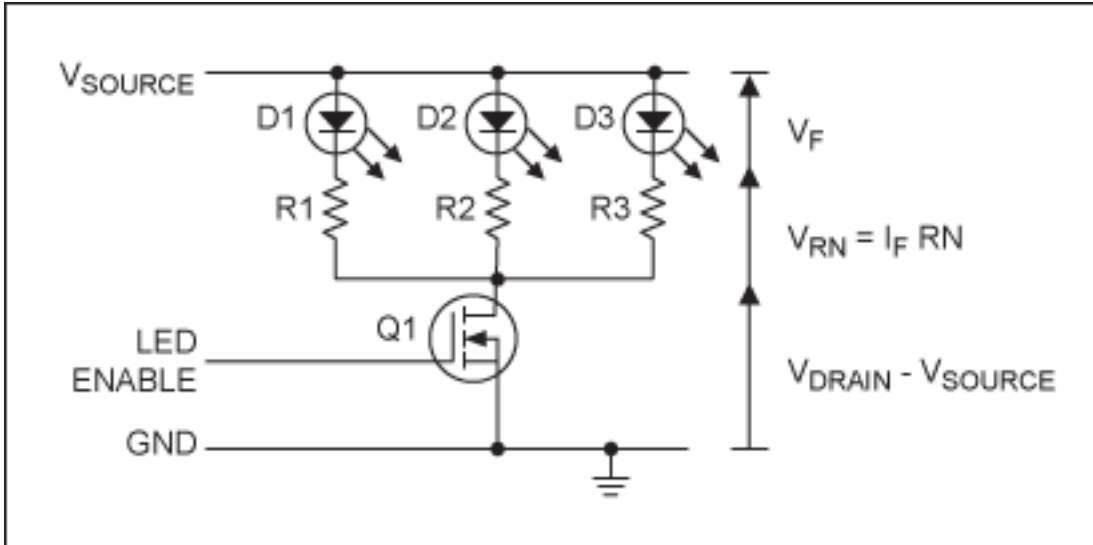 VSOURCE
D1
D2
D3
VF
R1
R2
R3
VRN = IF RN
Q1
LED
ENABLE
VDRAIN - VSOURCE
GND